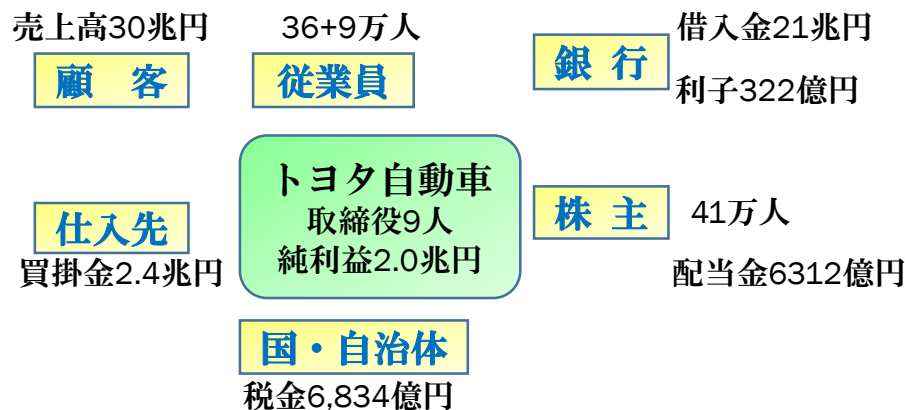 売上高30兆円
顧 客
36+9万人
従業員
借入金21兆円
銀 行
利子322億円
トヨタ自動車
取締役9人
純利益2.0兆円
仕入先
買掛金2.4兆円
株 主
41万人
配当金6312億円
国・自治体
税金6,834億円